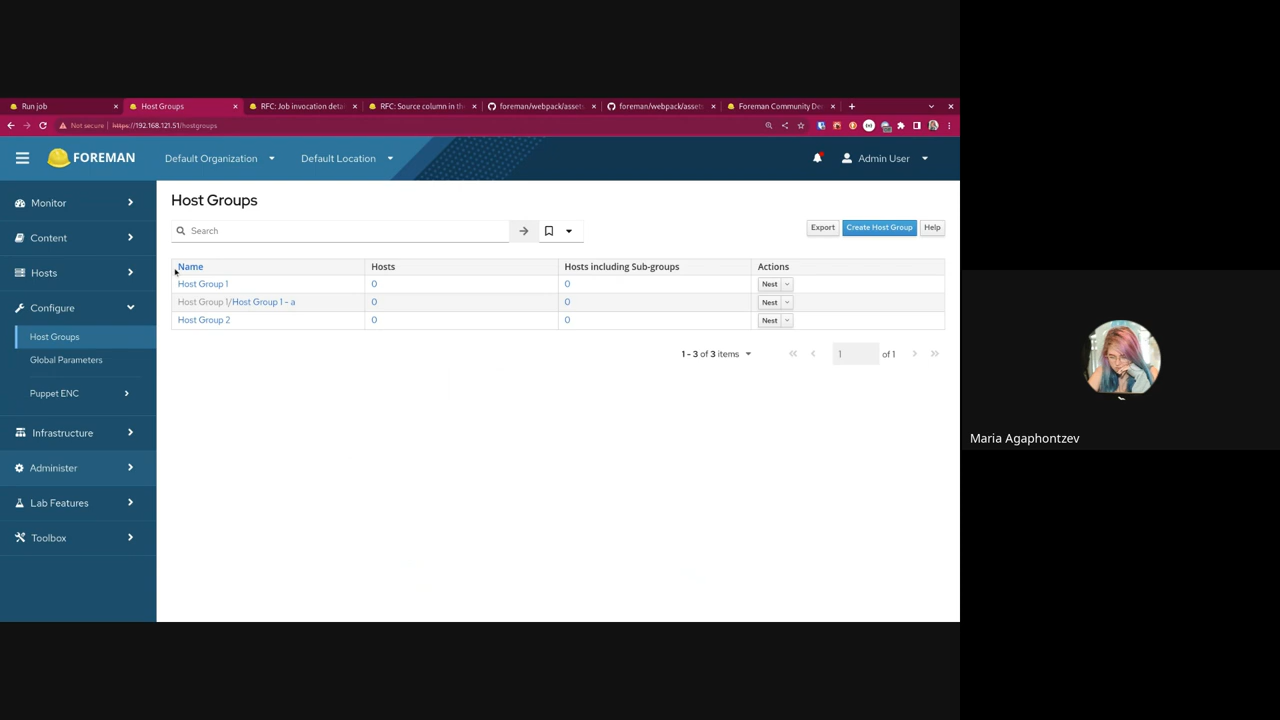 Run job
Host Groups
RFC: Job invocation detai
RFC: Source column in the
foreman/webpack/assets
foreman/webpack/assets
Foreman Community De
Not secure https://192.168.121.51/hostgroups
FOREMAN
Default Organization
Default Location
Admin User
Monitor
Content
Hosts
Configure
Host Groups
Global Parameters
Puppet ENC
Infrastructure
Administer
Lab Features
Toolbox
Host Groups
Search
Export
Create Host Group
Help
Name Hosts Hosts including Sub-groups Actions
Host Group 1 0 0 Nest
Host Group 1/Host Group 1 - a 0 0 Nest
Host Group 2 0 0 Nest
1 - 3 of 3 items
1 of 1
Maria Agaphontzev